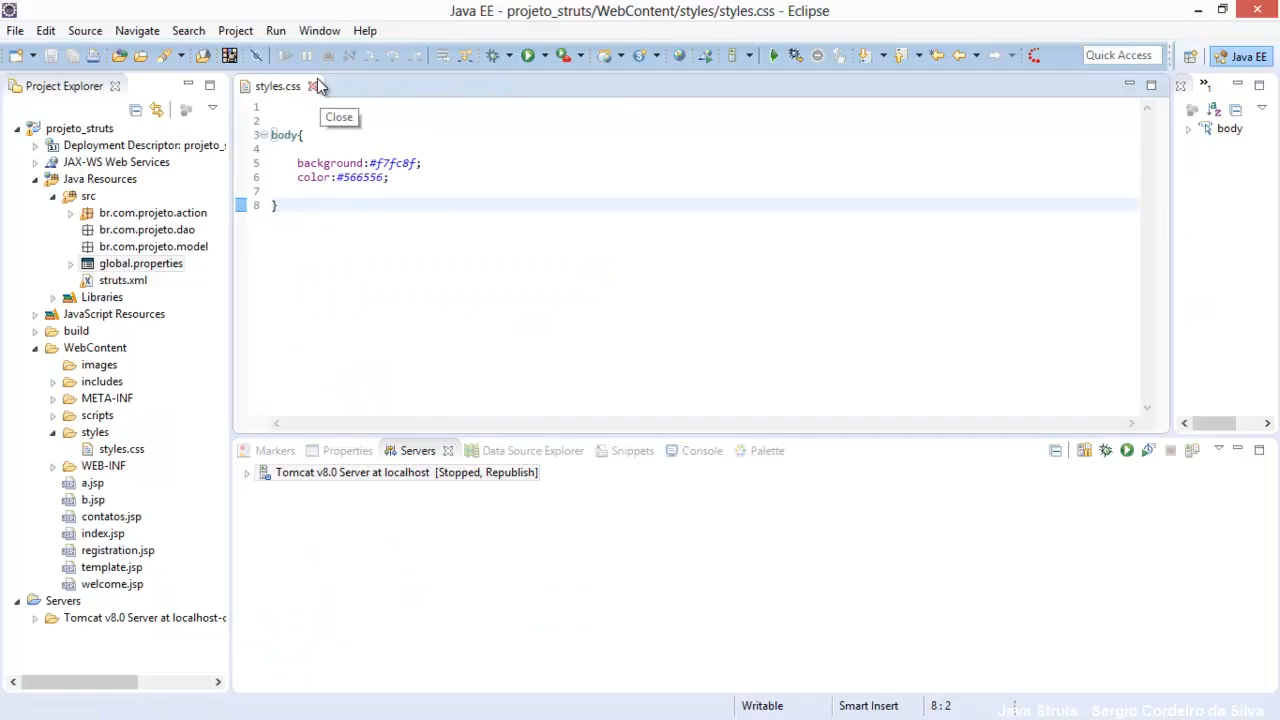 Java EE - projeto_struts/WebContent/styles/styles.css - Eclipse
File Edit Source Navigate Search Project Run Window Help
Quick Access
Java EE
Project Explorer
styles.css
Close
1
projeto_struts
Deployment Descriptor: projeto_s
JAX-WS Web Services
Java Resources
src
br.com.projeto.action
br.com.projeto.dao
br.com.projeto.model
global.properties
struts.xml
Libraries
JavaScript Resources
build
WebContent
images
includes
META-INF
scripts
styles
styles.css
WEB-INF
a.jsp
b.jsp
contatos.jsp
index.jsp
registration.jsp
template.jsp
welcome.jsp
Servers
Tomcat v8.0 Server at localhost-c
1
2
3 body{
4
5 background:#f7fc8f;
6 color:#566556;
7
8 }
body
Markers Properties Servers Data Source Explorer Snippets Console Palette
Tomcat v8.0 Server at localhost [Stopped, Republish]
Writable Smart Insert 8 : 2
Java Struts - Sergio Cordeiro da Silva